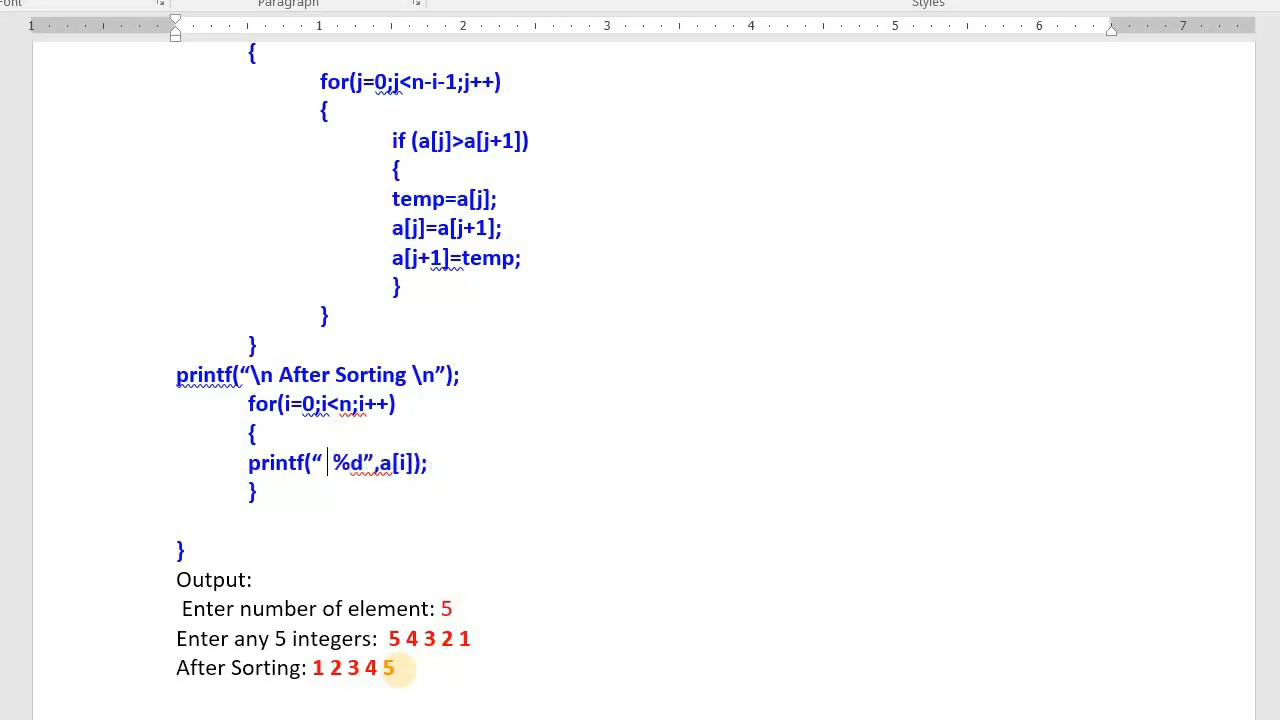 Font
Paragraph
Styles
1 1 2 3 4 5 6 7
{
for(j=0;j<n-i-1;j++)
{
if (a[j]>a[j+1])
{
temp=a[j];
a[j]=a[j+1];
a[j+1]=temp;
}
}
}
printf(“\n After Sorting \n”);
for(i=0;i<n;i++)
{
printf(“ %d”,a[i]);
}
}
Output:
Enter number of element: 5
Enter any 5 integers: 5 4 3 2 1
After Sorting: 1 2 3 4 5